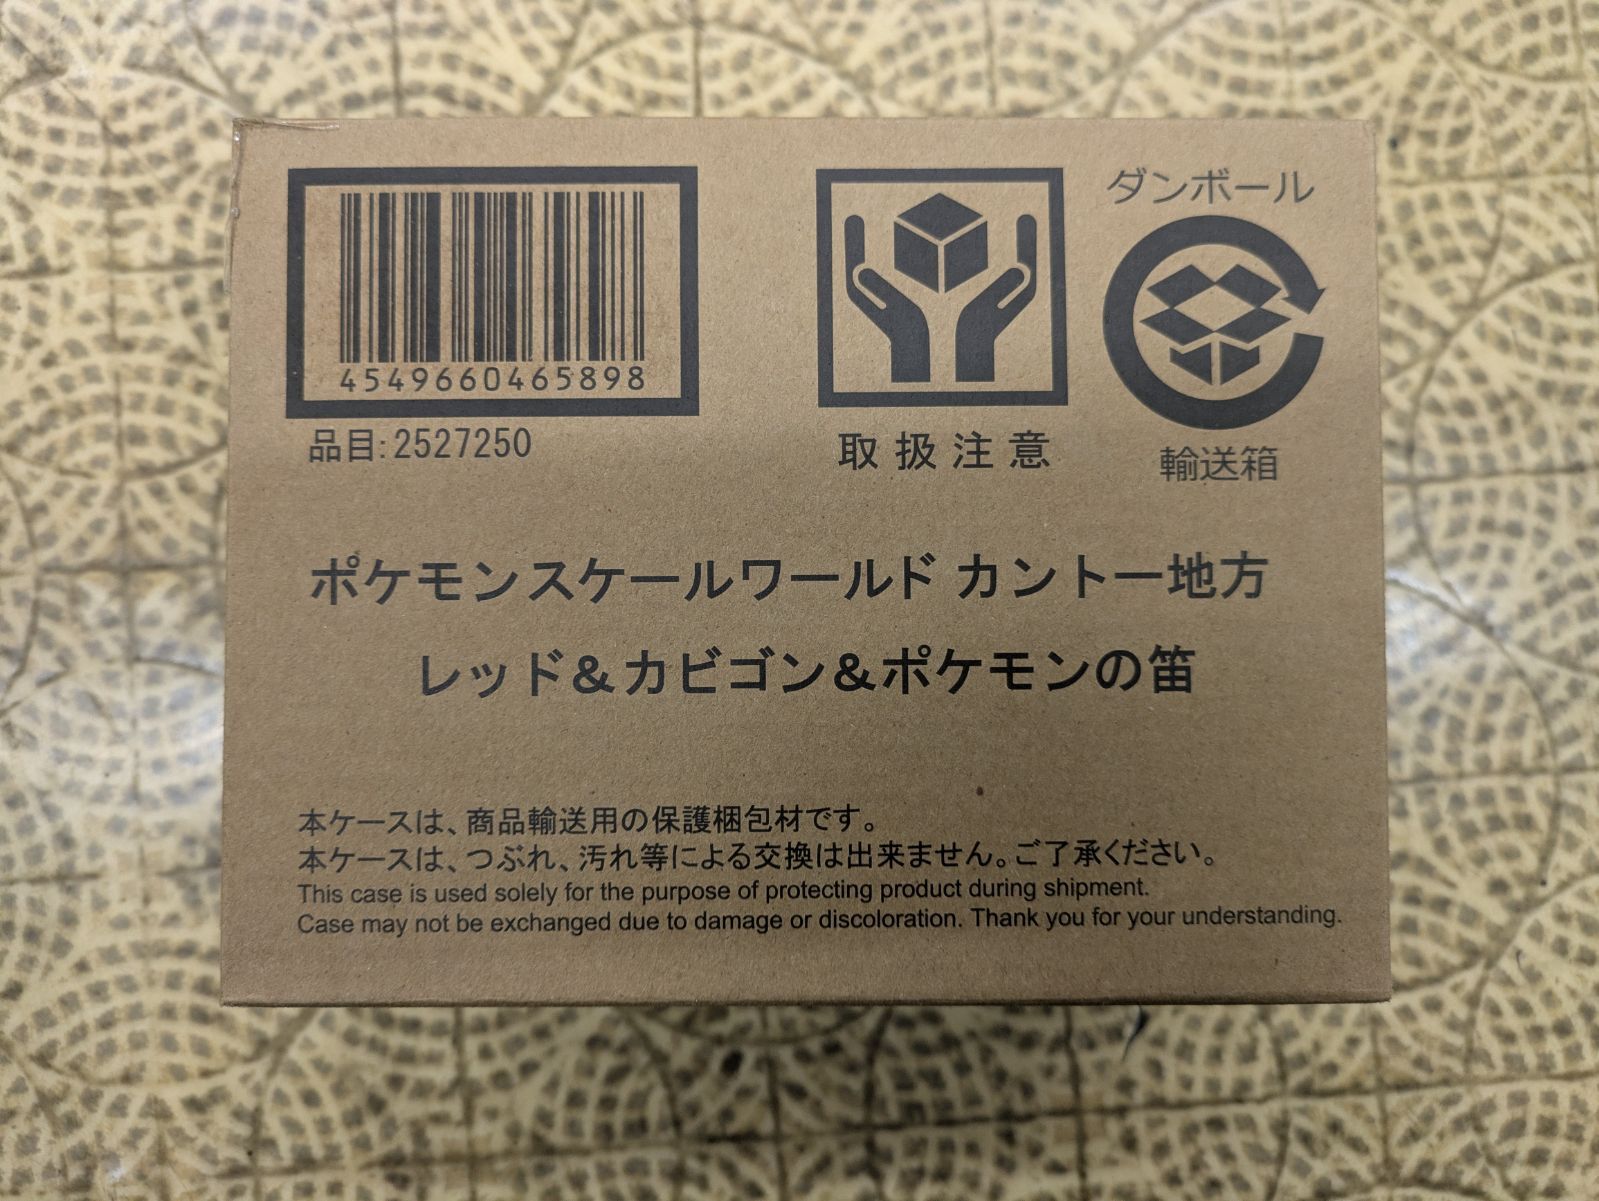 4549660465898
品目:2527250
取扱注意
ダンボール
輸送箱
ポケモンスケールワールド カントー地方
レッド&カビゴン&ポケモンの笛
本ケースは、商品輸送用の保護梱包材です。
本ケースは、つぶれ、汚れ等による交換は出来ません。ご了承ください。
This case is used solely for the purpose of protecting product during shipment.
Case may not be exchanged due to damage or discoloration. Thank you for your understanding.